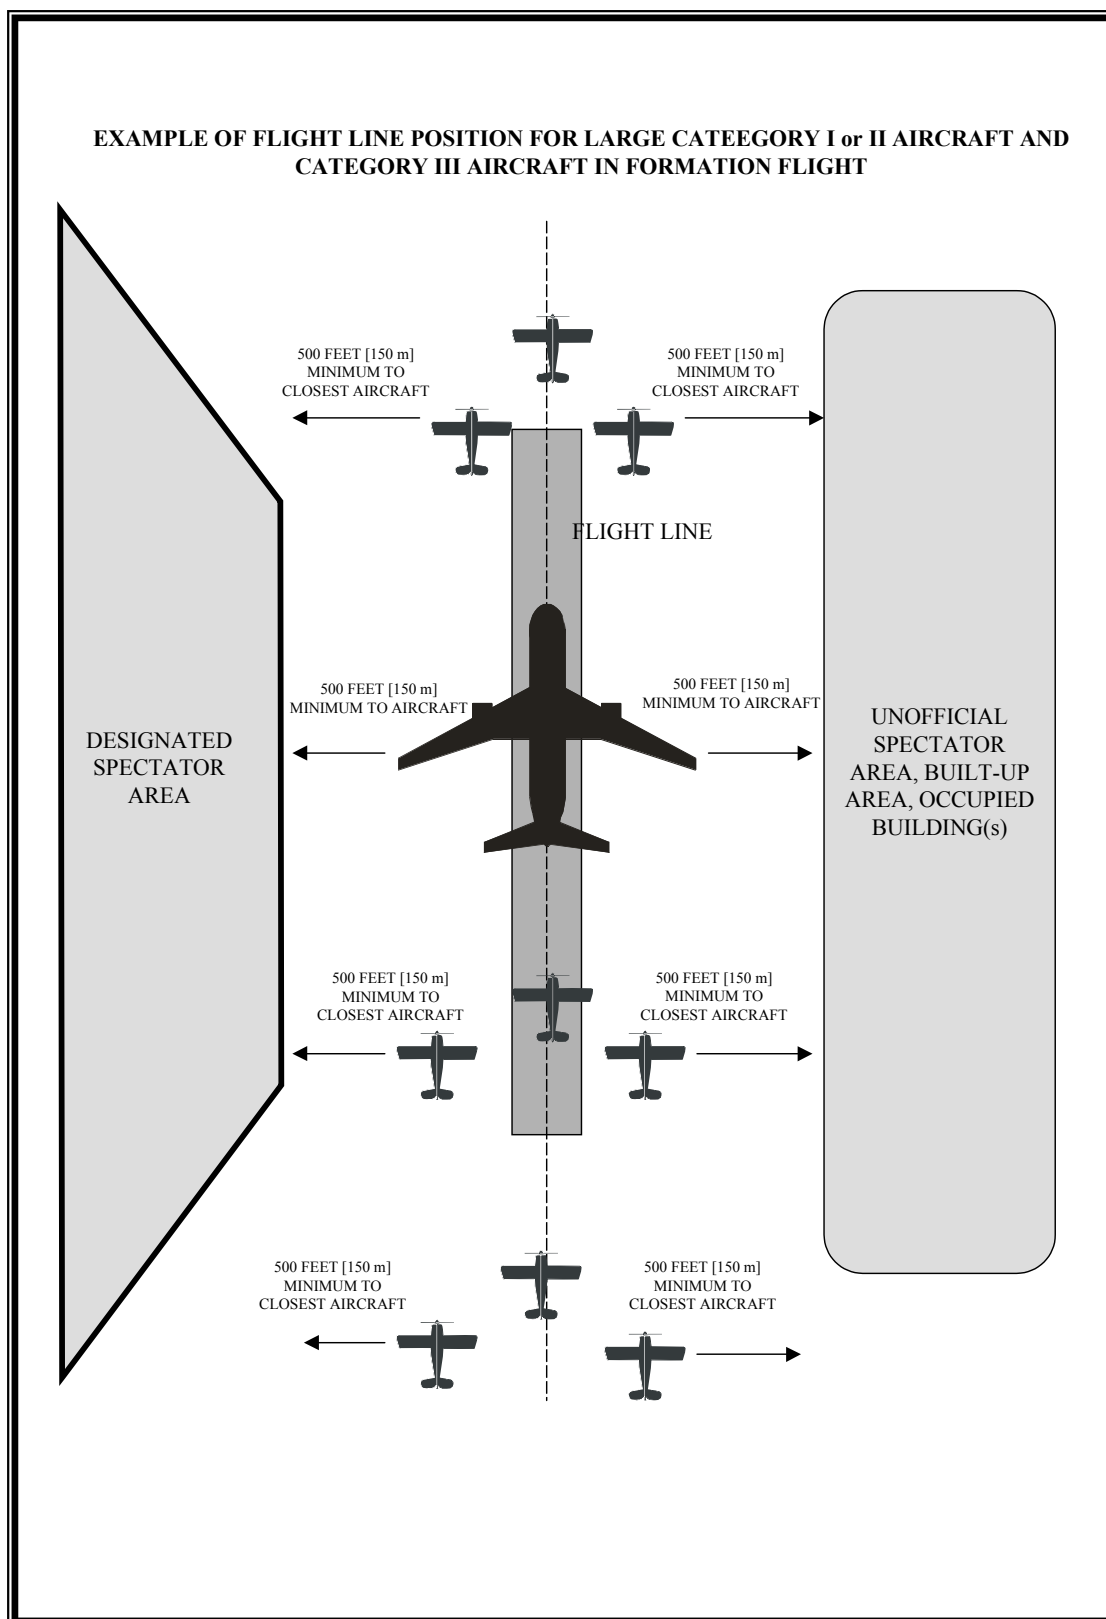 EXAMPLE OF FLIGHT LINE POSITION FOR LARGE CATEEGORY I or II AIRCRAFT AND
CATEGORY III AIRCRAFT IN FORMATION FLIGHT
500 FEET [150 m]
MINIMUM TO
CLOSEST AIRCRAFT
500 FEET [150 m]
MINIMUM TO
CLOSEST AIRCRAFT
FLIGHT LINE
500 FEET [150 m]
MINIMUM TO AIRCRAFT
500 FEET [150 m]
MINIMUM TO AIRCRAFT
DESIGNATED
SPECTATOR
AREA
UNOFFICIAL
SPECTATOR
AREA, BUILT-UP
AREA, OCCUPIED
BUILDING(s)
500 FEET [150 m]
MINIMUM TO
CLOSEST AIRCRAFT
500 FEET [150 m]
MINIMUM TO
CLOSEST AIRCRAFT
500 FEET [150 m]
MINIMUM TO
CLOSEST AIRCRAFT
500 FEET [150 m]
MINIMUM TO
CLOSEST AIRCRAFT